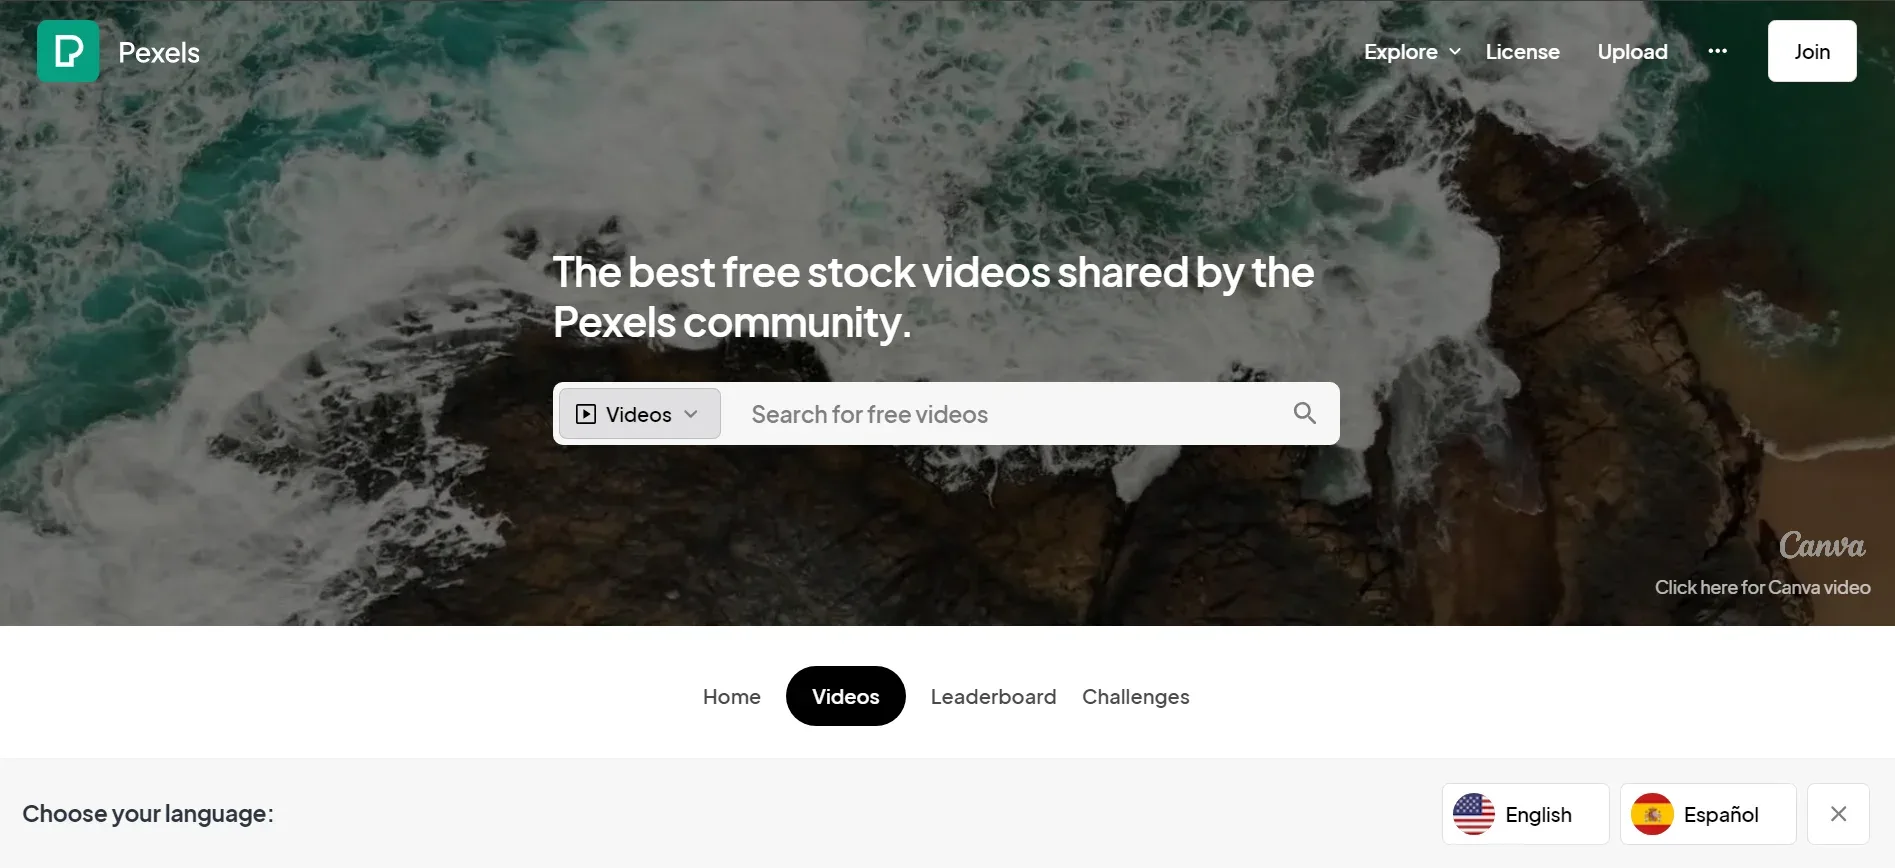 Pexels
Explore
License
Upload
Join
The best free stock videos shared by the
Pexels community.
Videos
Search for free videos
Canva
Click here for Canva video
Home
Videos
Leaderboard
Challenges
Choose your language:
English
Español